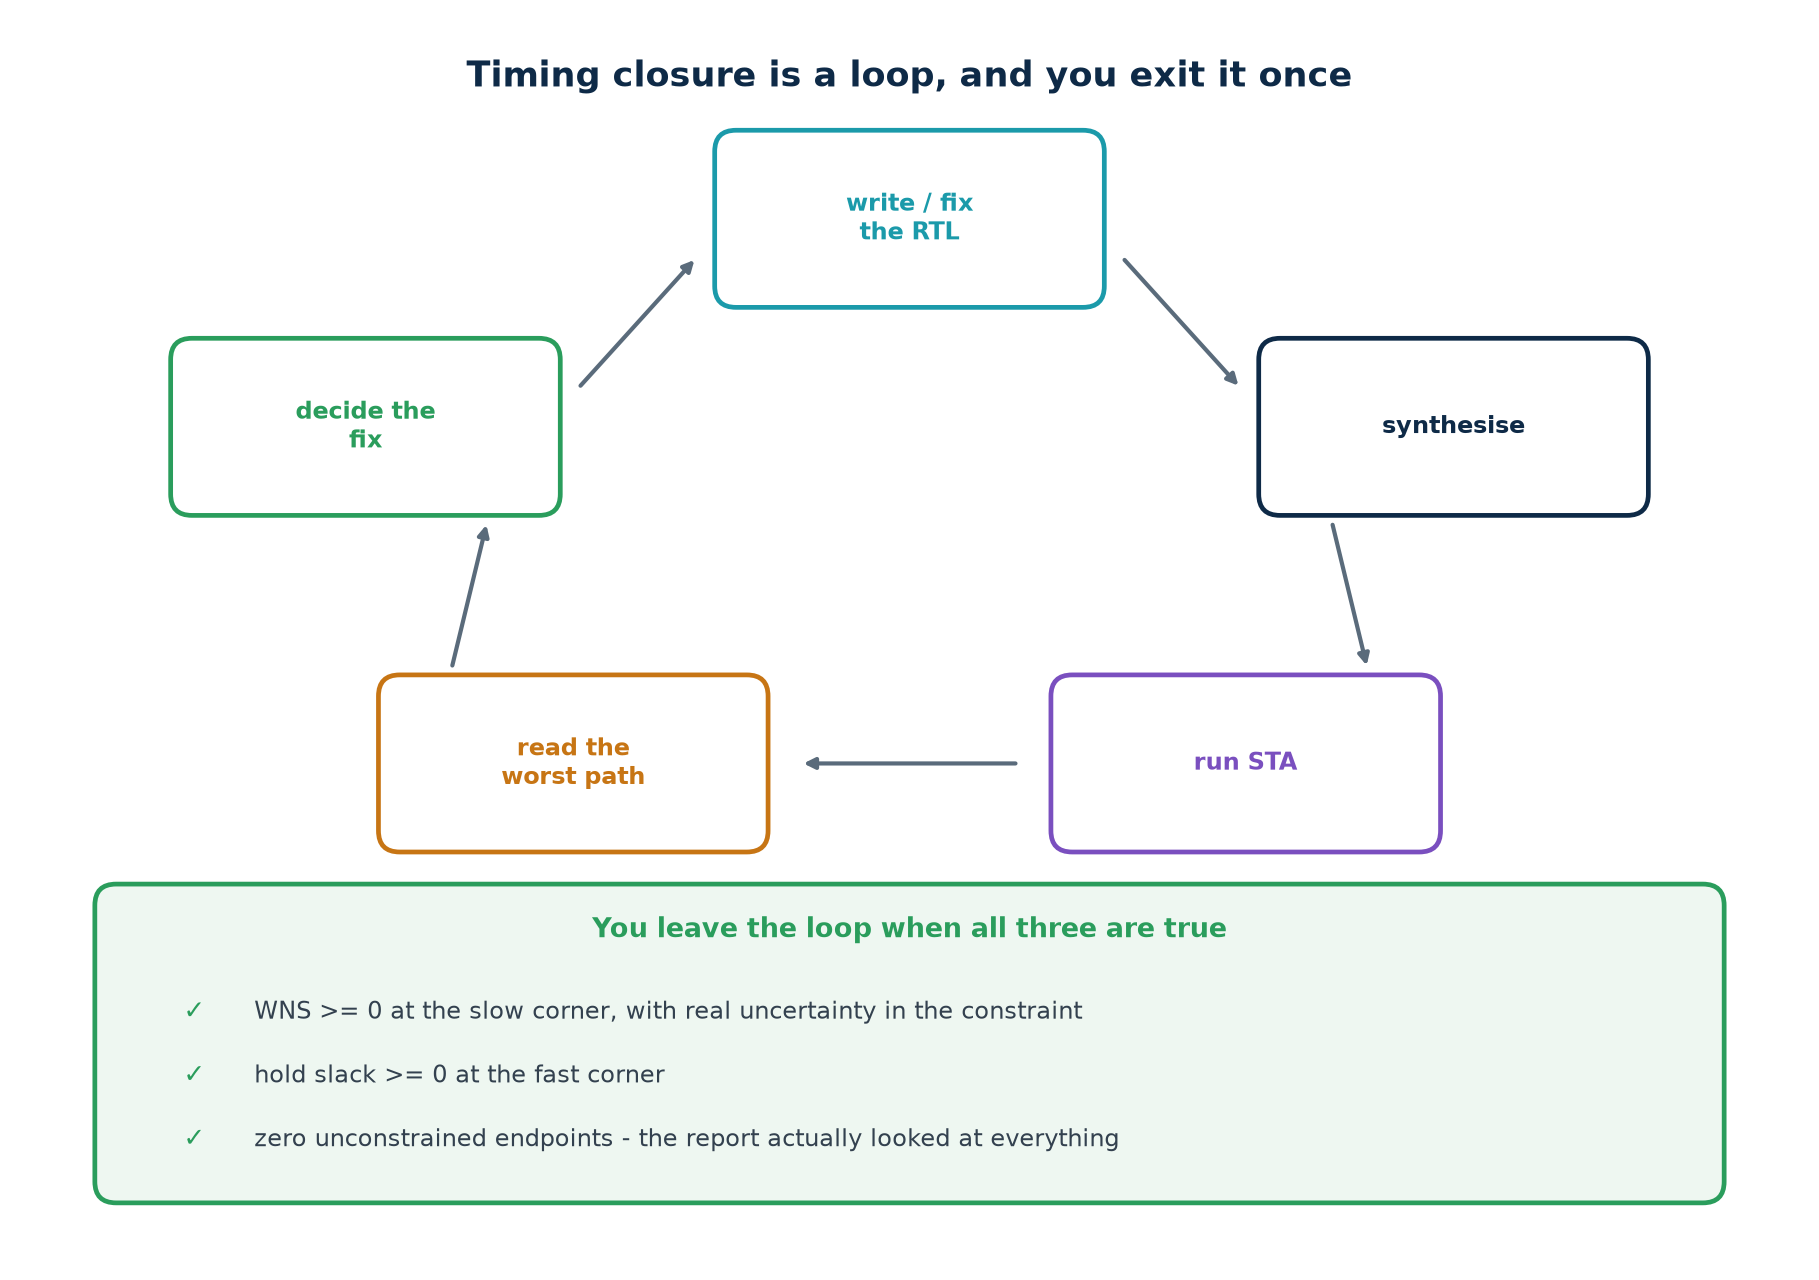 Timing closure is a loop, and you exit it once
write / fix
the RTL
synthesise
run STA
read the
worst path
decide the
fix
You leave the loop when all three are true
✓ WNS >= 0 at the slow corner, with real uncertainty in the constraint
✓ hold slack >= 0 at the fast corner
✓ zero unconstrained endpoints - the report actually looked at everything